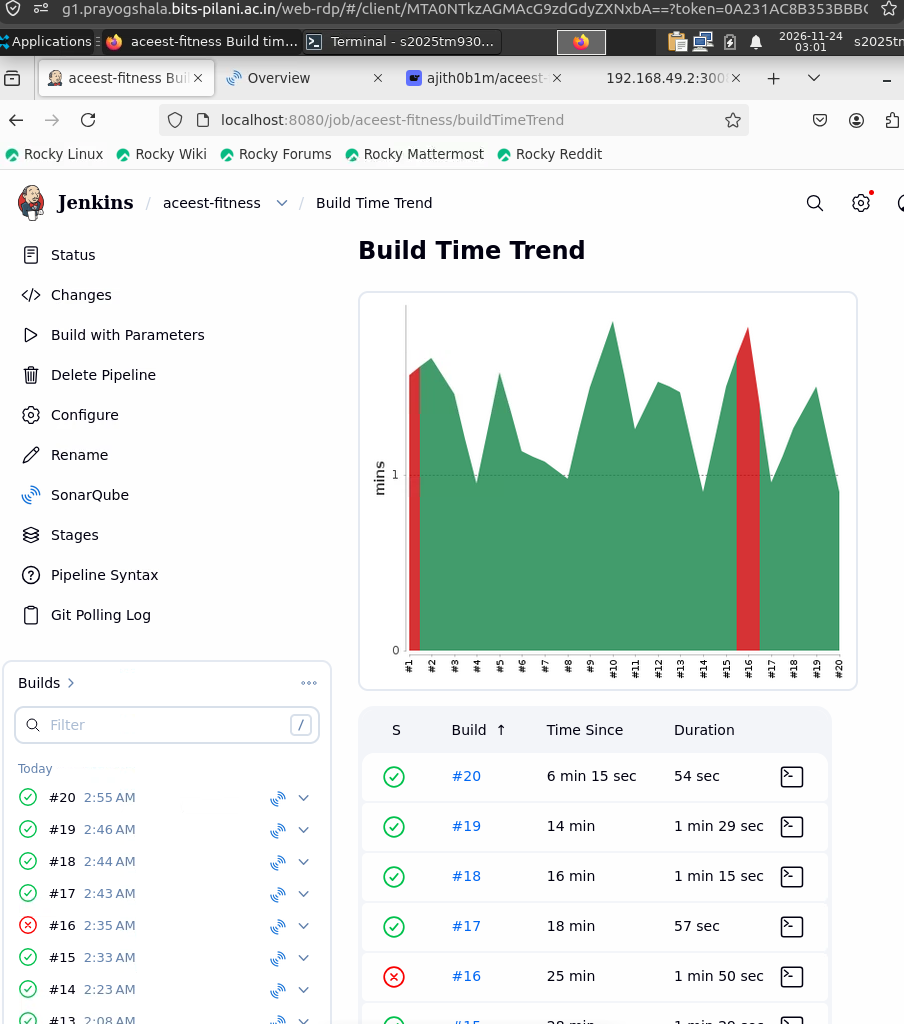 g1.prayogshala.bits-pilani.ac.in/web-rdp/#/client/MTA0NTkzAGMAcG9zdGdyZXNxbA==?token=0A231AC8B353BBB
Applications
aceest-fitness Build tim...
Terminal - s2025tm930...
2026-11-24
03:01
s2025tn
aceest-fitness Buil
Overview
ajith0b1m/aceest-
192.168.49.2:300
localhost:8080/job/aceest-fitness/buildTimeTrend
Rocky Linux
Rocky Wiki
Rocky Forums
Rocky Mattermost
Rocky Reddit
Jenkins
/
aceest-fitness
/
Build Time Trend
Status
Changes
Build with Parameters
Delete Pipeline
Configure
Rename
SonarQube
Stages
Pipeline Syntax
Git Polling Log
Builds
Filter
/
Today
#20 2:55 AM
#19 2:46 AM
#18 2:44 AM
#17 2:43 AM
#16 2:35 AM
#15 2:33 AM
#14 2:23 AM
#13 2:08 AM
Build Time Trend
mins
1
0
#1 #2 #3 #4 #5 #6 #7 #8 #9 #10 #11 #12 #13 #14 #15 #16 #17 #18 #19 #20
S Build ↑ Time Since Duration
#20 6 min 15 sec 54 sec
#19 14 min 1 min 29 sec
#18 16 min 1 min 15 sec
#17 18 min 57 sec
#16 25 min 1 min 50 sec